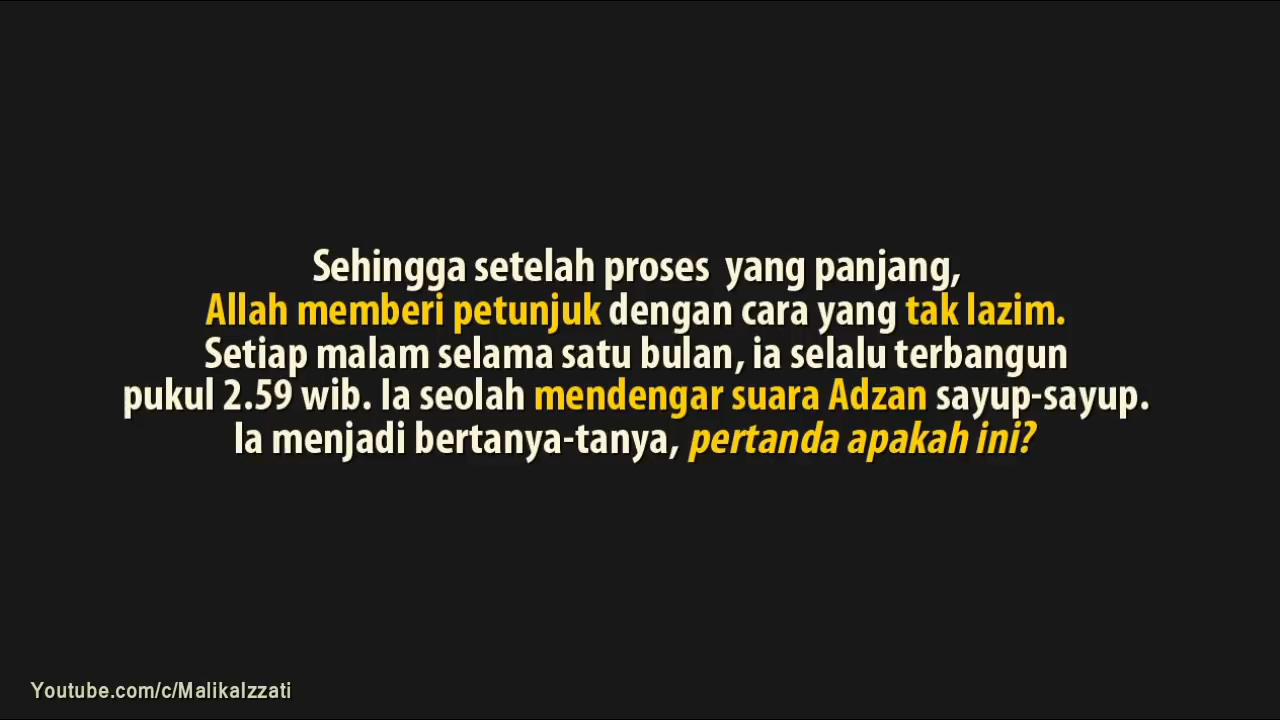 Sehingga setelah proses yang panjang,
Allah memberi petunjuk dengan cara yang tak lazim.
Setiap malam selama satu bulan, ia selalu terbangun
pukul 2.59 wib. Ia seolah mendengar suara Adzan sayup-sayup.
Ia menjadi bertanya-tanya, pertanda apakah ini?
Youtube.com/c/MalikaIzzati